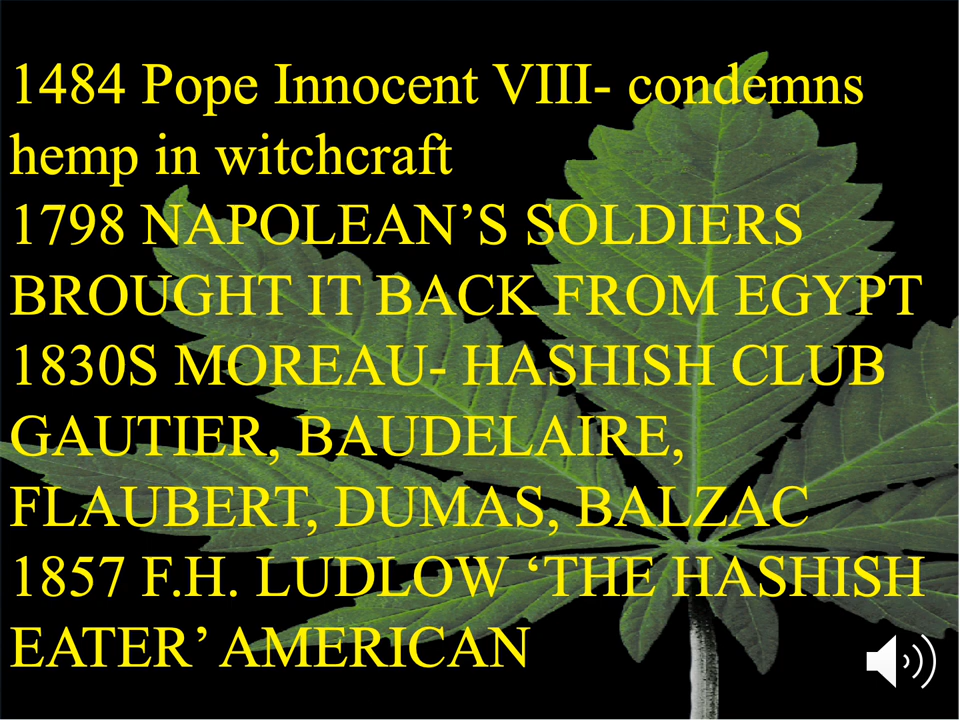 1484 Pope Innocent VIII- condemns
hemp in witchcraft
1798 NAPOLEAN’S SOLDIERS
BROUGHT IT BACK FROM EGYPT
1830S MOREAU- HASHISH CLUB
GAUTIER, BAUDELAIRE,
FLAUBERT, DUMAS, BALZAC
1857 F.H. LUDLOW ‘THE HASHISH
EATER’ AMERICAN